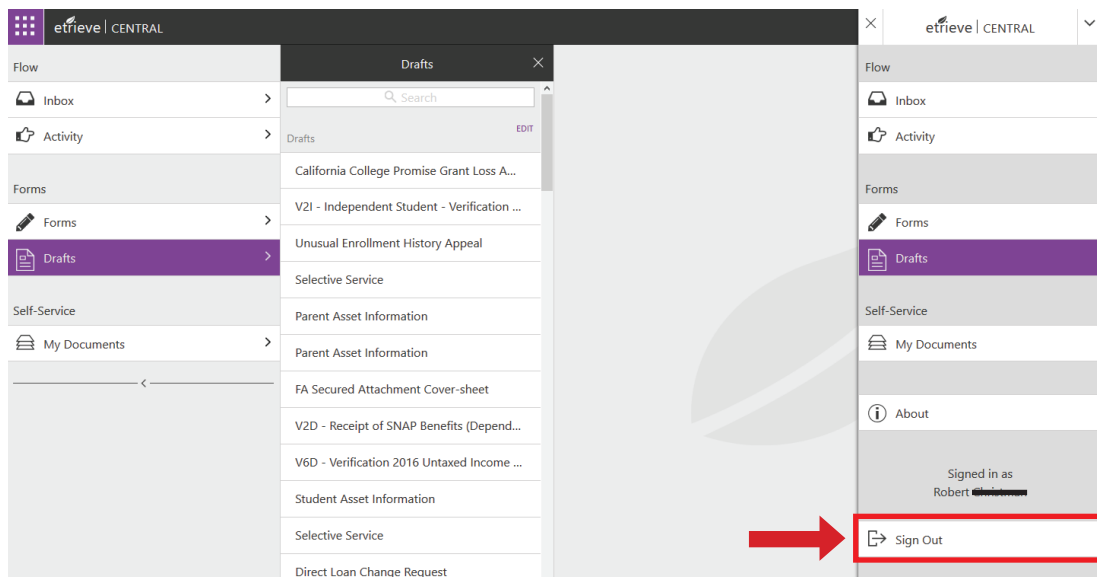 etrieve | CENTRAL
Flow
Inbox
Activity
Forms
Forms
Drafts
Self-Service
My Documents
Drafts
Search
Drafts
EDIT
California College Promise Grant Loss A...
V2I - Independent Student - Verification ...
Unusual Enrollment History Appeal
Selective Service
Parent Asset Information
Parent Asset Information
FA Secured Attachment Cover-sheet
V2D - Receipt of SNAP Benefits (Depend...
V6D - Verification 2016 Untaxed Income ...
Student Asset Information
Selective Service
Direct Loan Change Request
etrieve | CENTRAL
Flow
Inbox
Activity
Forms
Forms
Drafts
Self-Service
My Documents
About
Signed in as
Robert
Sign Out